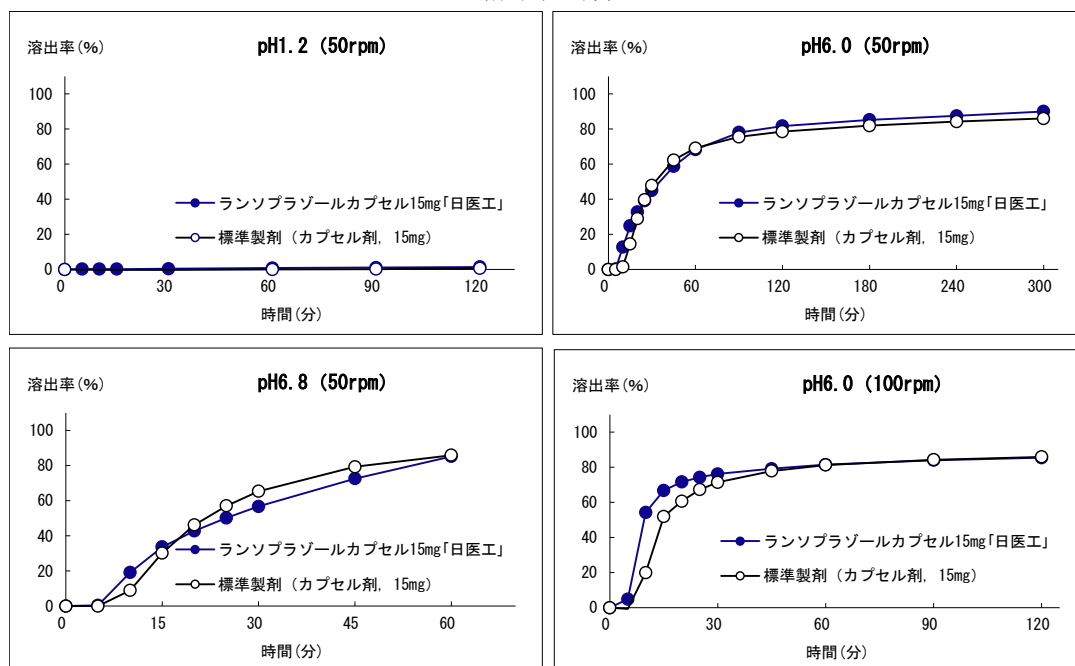 溶出率(%)
pH1.2 (50rpm)
100
80
60
40
20
0
ランソプラゾールカプセル15mg「日医工」
標準製剤（カプセル剤, 15mg）
0 30 60 90 120
時間(分)
溶出率(%)
pH6.0 (50rpm)
100
80
60
40
20
0
ランソプラゾールカプセル15mg「日医工」
標準製剤（カプセル剤, 15mg）
0 60 120 180 240 300
時間(分)
溶出率(%)
pH6.8 (50rpm)
100
80
60
40
20
0
ランソプラゾールカプセル15mg「日医工」
標準製剤（カプセル剤, 15mg）
0 15 30 45 60
時間(分)
溶出率(%)
pH6.0 (100rpm)
100
80
60
40
20
0
ランソプラゾールカプセル15mg「日医工」
標準製剤（カプセル剤, 15mg）
0 30 60 90 120
時間(分)